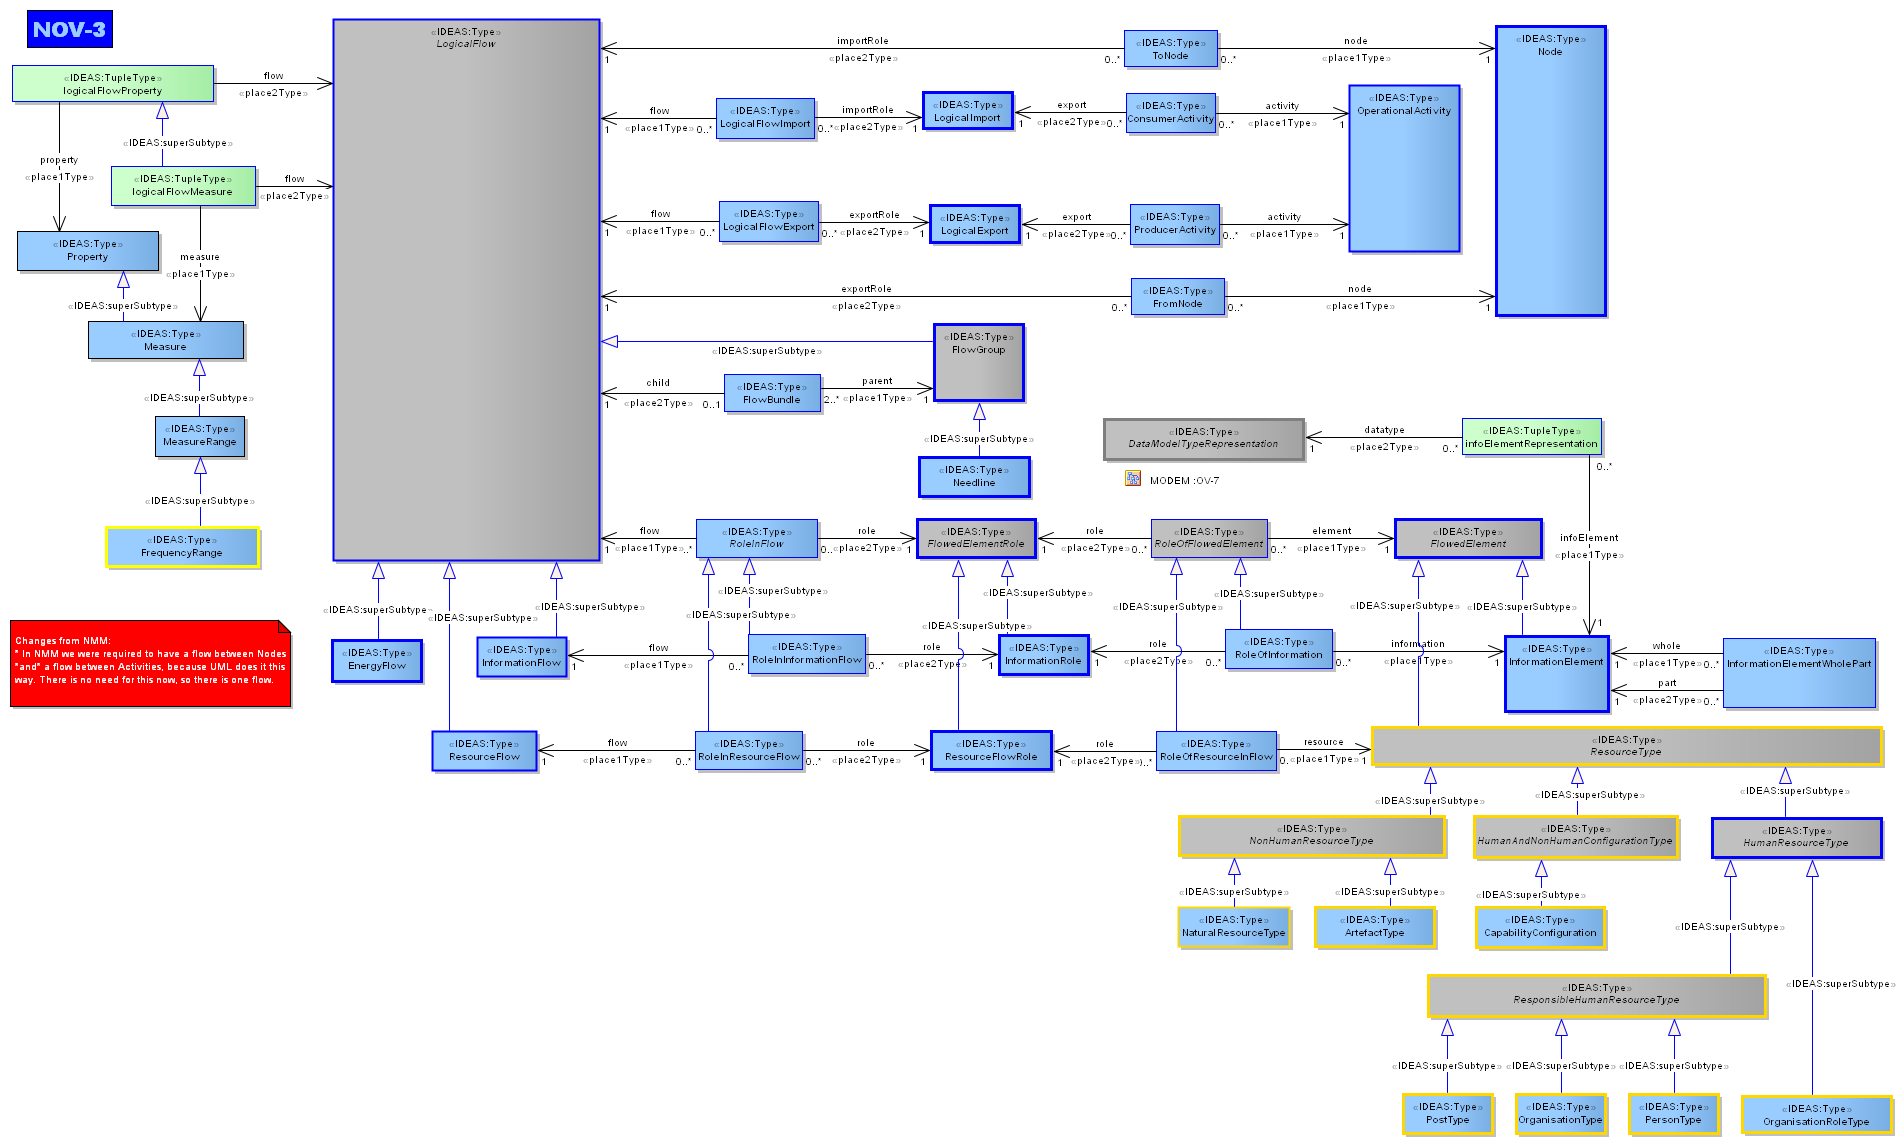 NOV-3
«IDEAS:TupleType»
logicalFlowProperty
flow
«place2Type»
«IDEAS:superSubtype»
property
«place1Type»
«IDEAS:TupleType»
logicalFlowMeasure
flow
«place2Type»
«IDEAS:Type»
Property
measure
«place1Type»
«IDEAS:superSubtype»
«IDEAS:Type»
Measure
«IDEAS:superSubtype»
«IDEAS:Type»
MeasureRange
«IDEAS:superSubtype»
«IDEAS:Type»
FrequencyRange
Changes from NMM:
* In NMM we were required to have a flow between Nodes
*and* a flow between Activities, because UML does it this
way. There is no need for this now, so there is one flow.
«IDEAS:Type»
LogicalFlow
importRole
1
«place2Type»
0..*
«IDEAS:Type»
ToNode
node
0..*
«place1Type»
1
«IDEAS:Type»
Node
flow
1
«place1Type»
0..*
«IDEAS:Type»
LogicalFlowImport
importRole
0..*
«place2Type»
1
«IDEAS:Type»
LogicalImport
export
1
«place2Type»
0..*
«IDEAS:Type»
ConsumerActivity
activity
0..*
«place1Type»
1
«IDEAS:Type»
OperationalActivity
flow
1
«place1Type»
0..*
«IDEAS:Type»
LogicalFlowExport
exportRole
0..*
«place2Type»
1
«IDEAS:Type»
LogicalExport
export
1
«place2Type»
0..*
«IDEAS:Type»
ProducerActivity
activity
0..*
«place1Type»
1
exportRole
1
«place2Type»
0..*
«IDEAS:Type»
FromNode
node
0..*
«place1Type»
1
«IDEAS:superSubtype»
«IDEAS:Type»
FlowGroup
child
1
«place2Type»
0..1
«IDEAS:Type»
FlowBundle
parent
2..*
«place1Type»
1
«IDEAS:superSubtype»
«IDEAS:Type»
Needline
«IDEAS:Type»
DataModelTypeRepresentation
datatype
1
«place2Type»
0..*
«IDEAS:TupleType»
infoElementRepresentation
0..*
MODEM :OV-7
infoElement
«place1Type»
1
flow
1
«place1Type»
0..*
«IDEAS:Type»
RoleInFlow
role
0..*
«place2Type»
1
«IDEAS:Type»
FlowedElementRole
role
1
«place2Type»
0..*
«IDEAS:Type»
RoleOfFlowedElement
element
0..*
«place1Type»
1
«IDEAS:Type»
FlowedElement
«IDEAS:superSubtype»
«IDEAS:superSubtype»
«IDEAS:superSubtype»
«IDEAS:superSubtype»
«IDEAS:superSubtype»
«IDEAS:superSubtype»
«IDEAS:superSubtype»
«IDEAS:superSubtype»
«IDEAS:superSubtype»
«IDEAS:superSubtype»
«IDEAS:superSubtype»
«IDEAS:Type»
EnergyFlow
«IDEAS:Type»
InformationFlow
flow
1
«place1Type»
0..*
«IDEAS:Type»
RoleInInformationFlow
role
0..*
«place2Type»
1
«IDEAS:Type»
InformationRole
role
1
«place2Type»
0..*
«IDEAS:Type»
RoleOfInformation
information
0..*
«place1Type»
1
«IDEAS:Type»
InformationElement
whole
1
«place1Type»
0..*
part
1
«place2Type»
0..*
«IDEAS:Type»
InformationElementWholePart
«IDEAS:Type»
ResourceFlow
flow
1
«place1Type»
0..*
«IDEAS:Type»
RoleInResourceFlow
role
0..*
«place2Type»
1
«IDEAS:Type»
ResourceFlowRole
role
1
«place2Type»
0..*
«IDEAS:Type»
RoleOfResourceInFlow
resource
0..*
«place1Type»
1
«IDEAS:Type»
ResourceType
«IDEAS:superSubtype»
«IDEAS:superSubtype»
«IDEAS:superSubtype»
«IDEAS:Type»
NonHumanResourceType
«IDEAS:Type»
HumanAndNonHumanConfigurationType
«IDEAS:Type»
HumanResourceType
«IDEAS:superSubtype»
«IDEAS:superSubtype»
«IDEAS:superSubtype»
«IDEAS:Type»
NaturalResourceType
«IDEAS:Type»
ArtefactType
«IDEAS:Type»
CapabilityConfiguration
«IDEAS:superSubtype»
«IDEAS:superSubtype»
«IDEAS:Type»
ResponsibleHumanResourceType
«IDEAS:superSubtype»
«IDEAS:superSubtype»
«IDEAS:superSubtype»
«IDEAS:Type»
PostType
«IDEAS:Type»
OrganisationType
«IDEAS:Type»
PersonType
«IDEAS:Type»
OrganisationRoleType